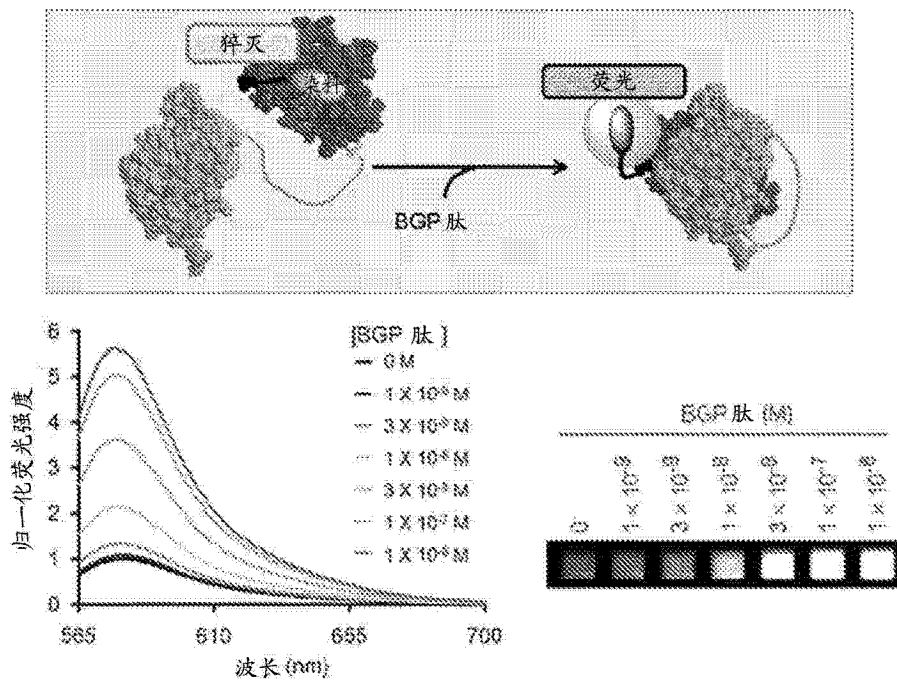 猝灭
染料
荧光
BGP 肽
归一化荧光强度
6
5
4
3
2
1
0
565
610
655
700
波长 (nm)
[BGP 肽]
0 M
1 X 10⁻⁹ M
3 X 10⁻⁹ M
1 X 10⁻⁸ M
3 X 10⁻⁸ M
1 X 10⁻⁷ M
1 X 10⁻⁶ M
BGP 肽 (M)
0
1 × 10⁻⁹
3 × 10⁻⁹
1 × 10⁻⁸
3 × 10⁻⁸
1 × 10⁻⁷
1 × 10⁻⁶